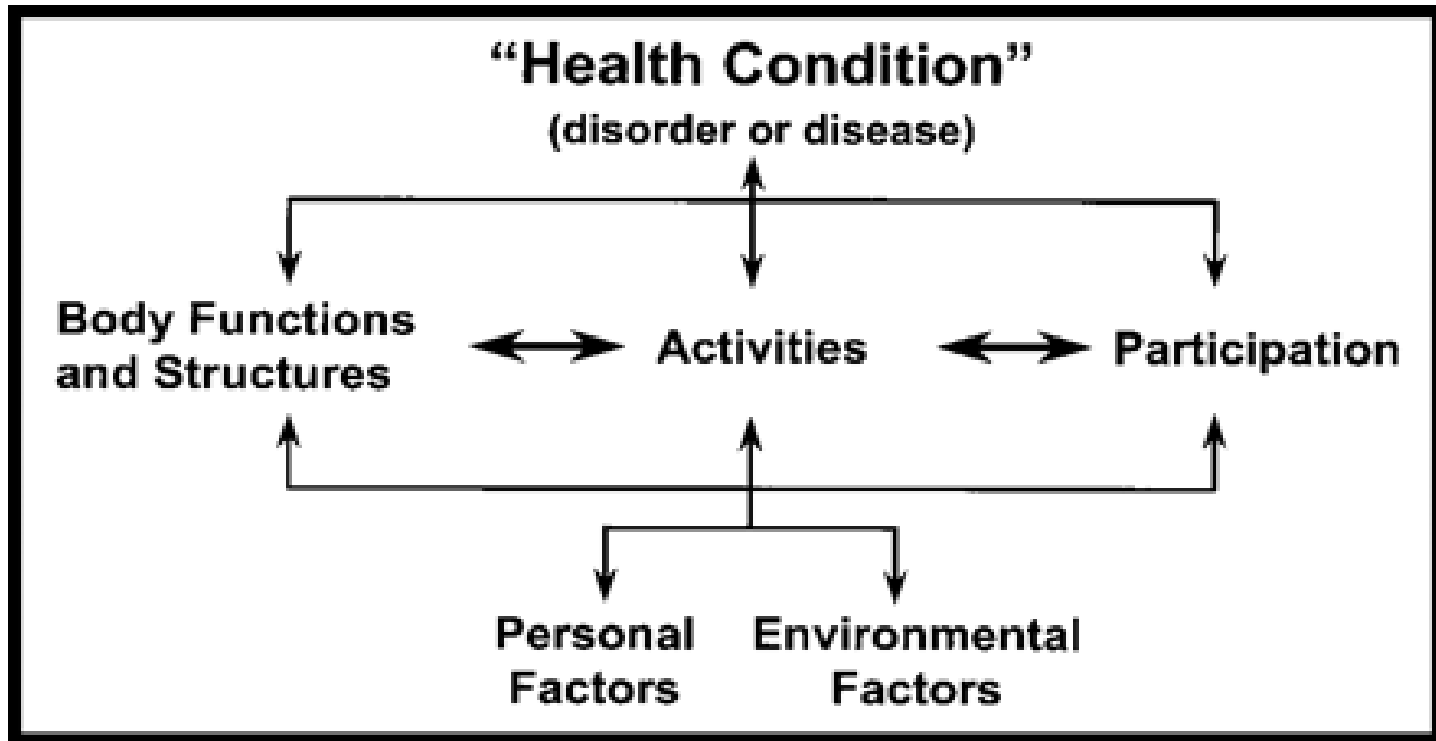 “Health Condition”
(disorder or disease)
Body Functions
and Structures
Activities
Participation
Personal
Factors
Environmental
Factors